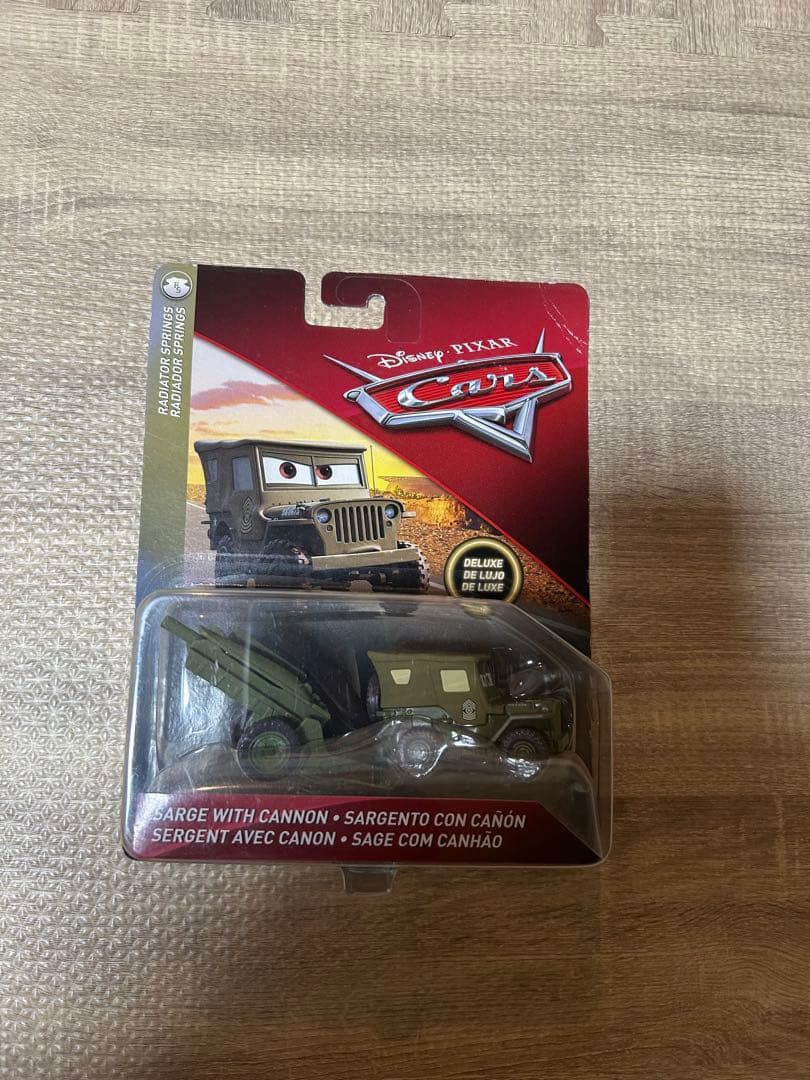 RS
RADIATOR SPRINGS
RADIADOR SPRINGS
Disney · PIXAR
Cars
DELUXE
DE LUJO
DE LUXE
SARGE WITH CANNON • SARGENTO CON CAÑÓN
SERGENT AVEC CANON • SAGE COM CANHÃO